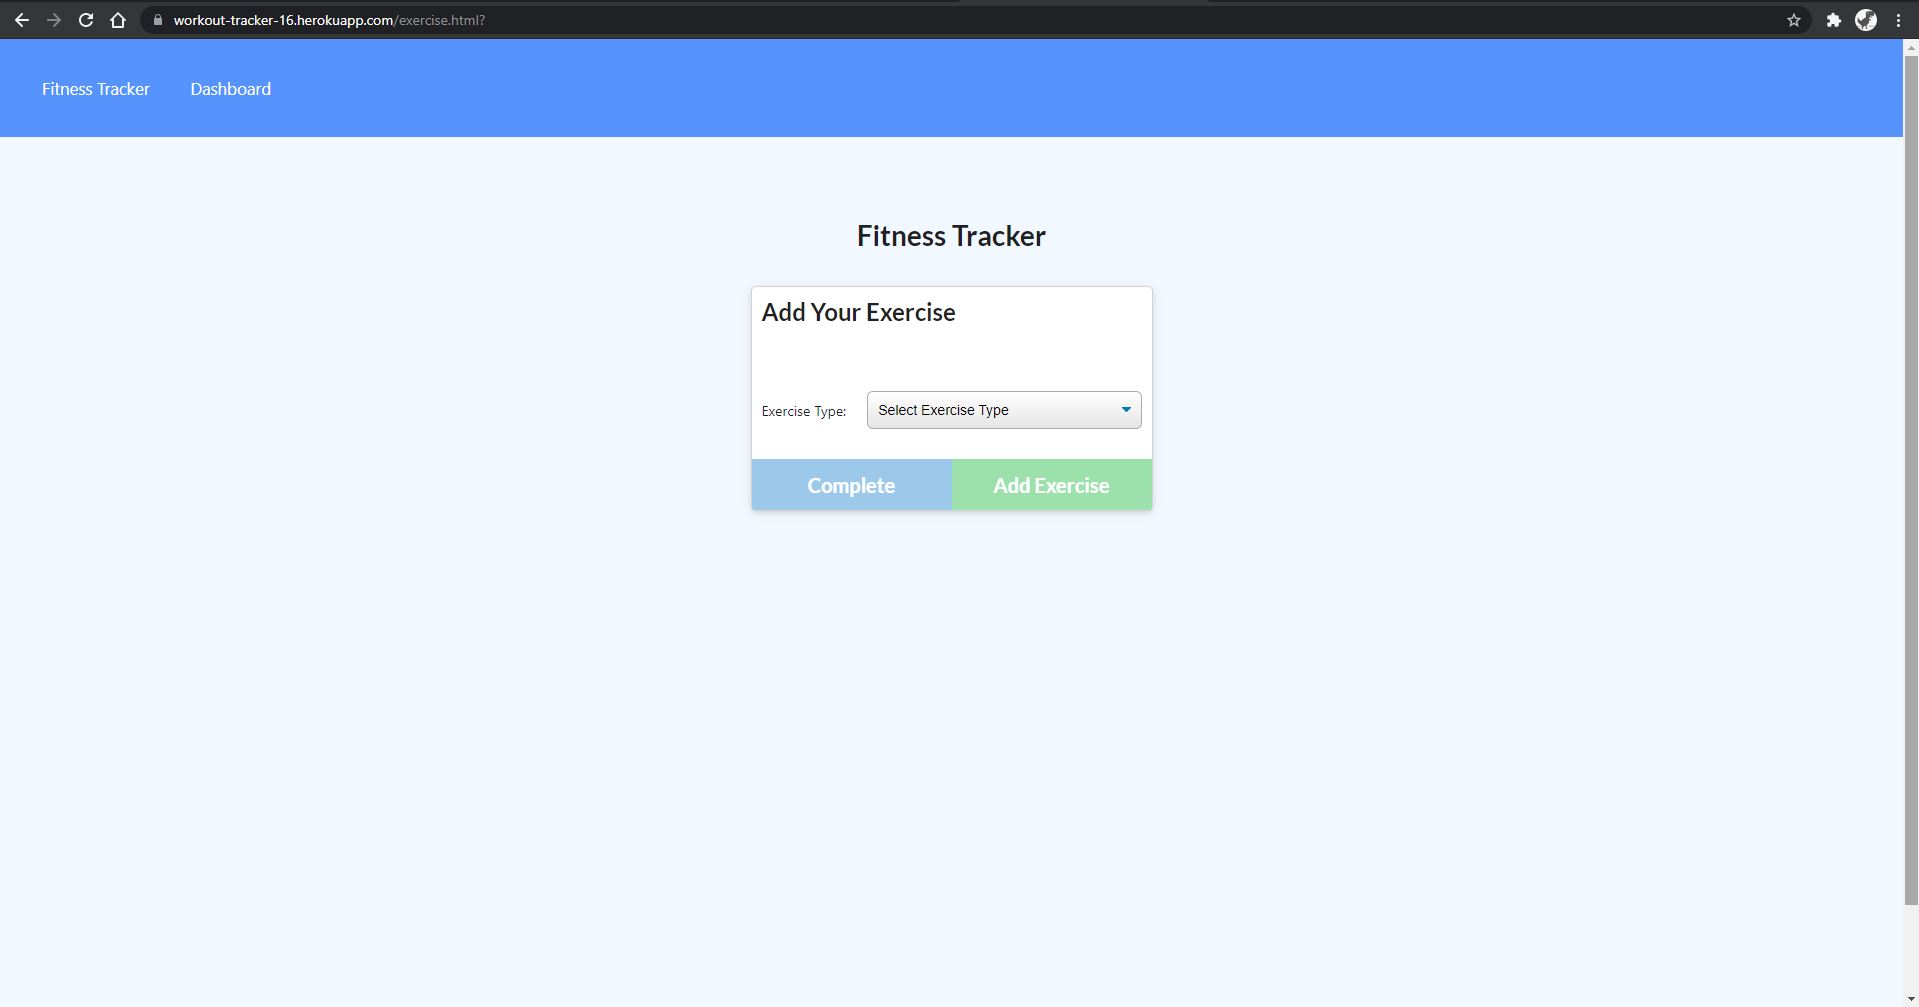 workout-tracker-16.herokuapp.com/exercise.html?
Fitness Tracker Dashboard
Fitness Tracker
Add Your Exercise
Exercise Type: Select Exercise Type
Complete Add Exercise